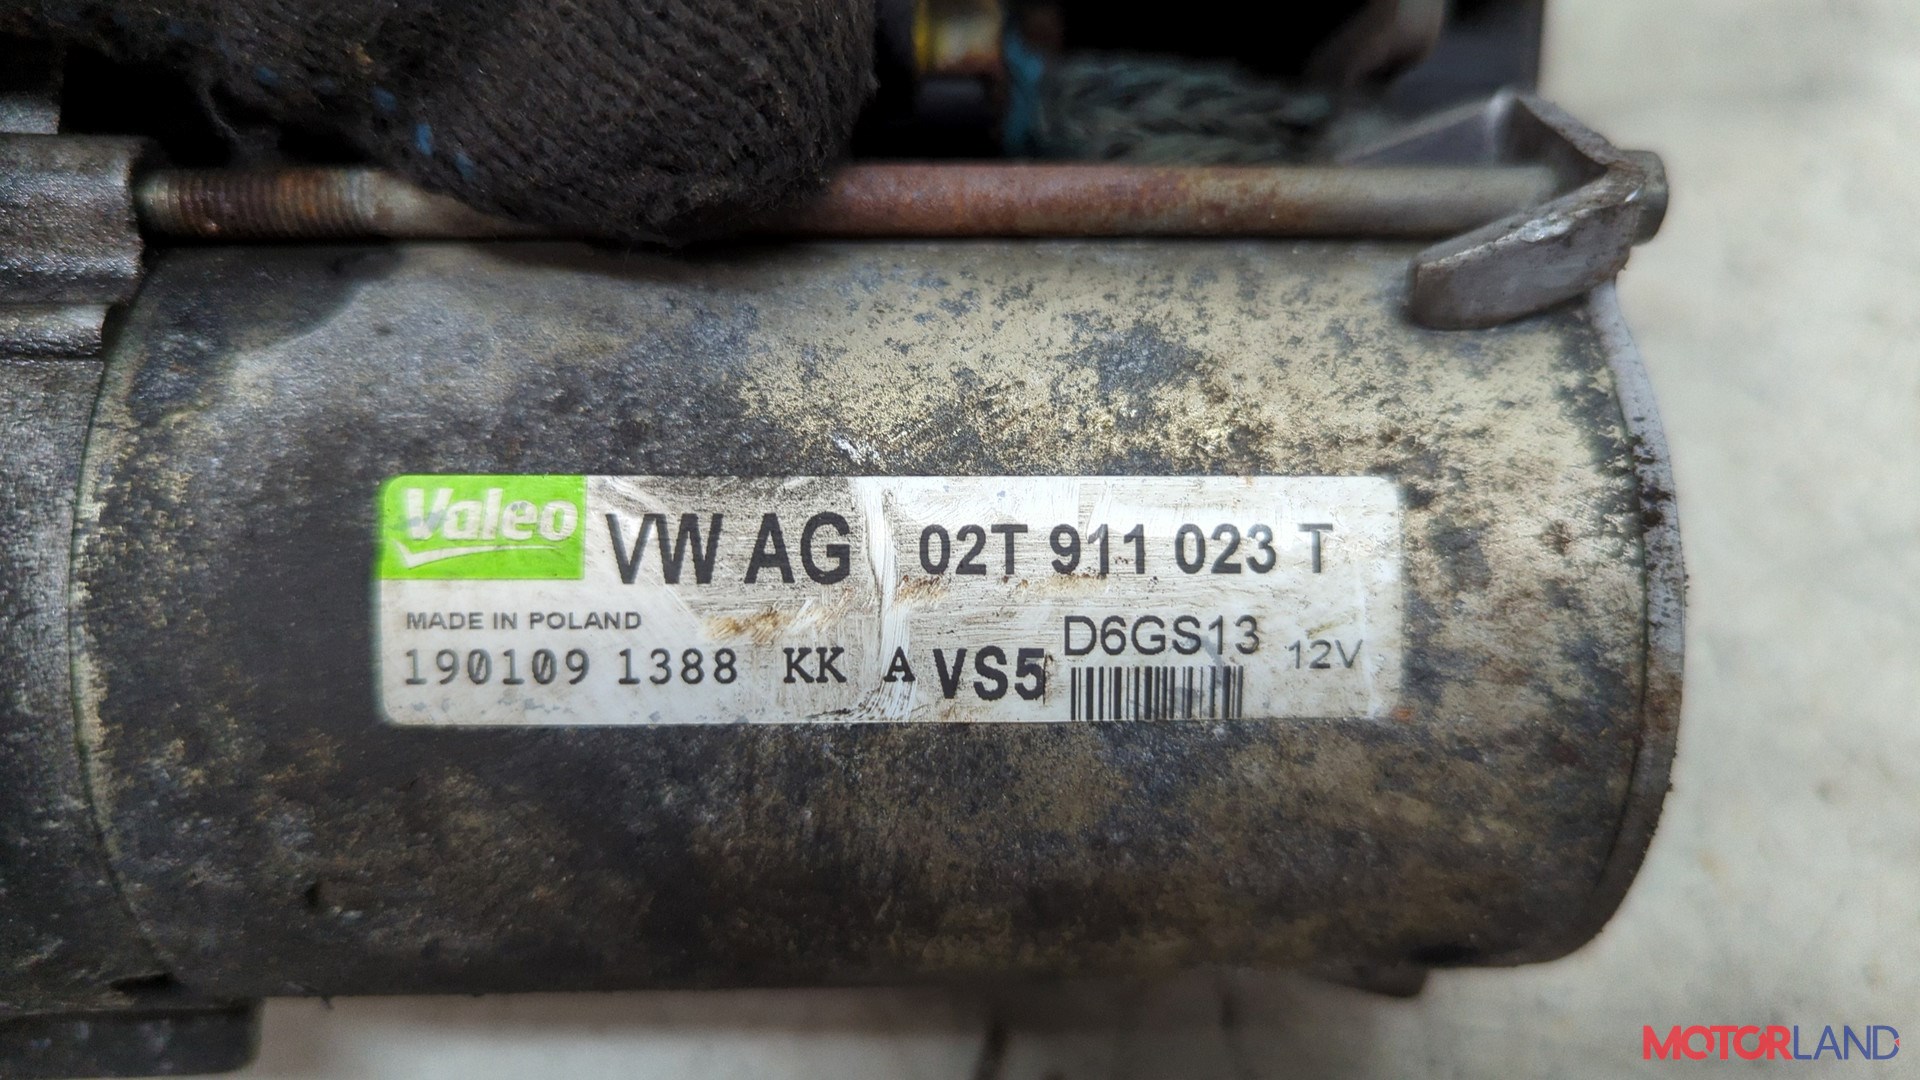 Valeo VW AG 02T 911 023 T
MADE IN POLAND
D6GS13 12V
190109 1388 KK A VS5
MOTORLAND